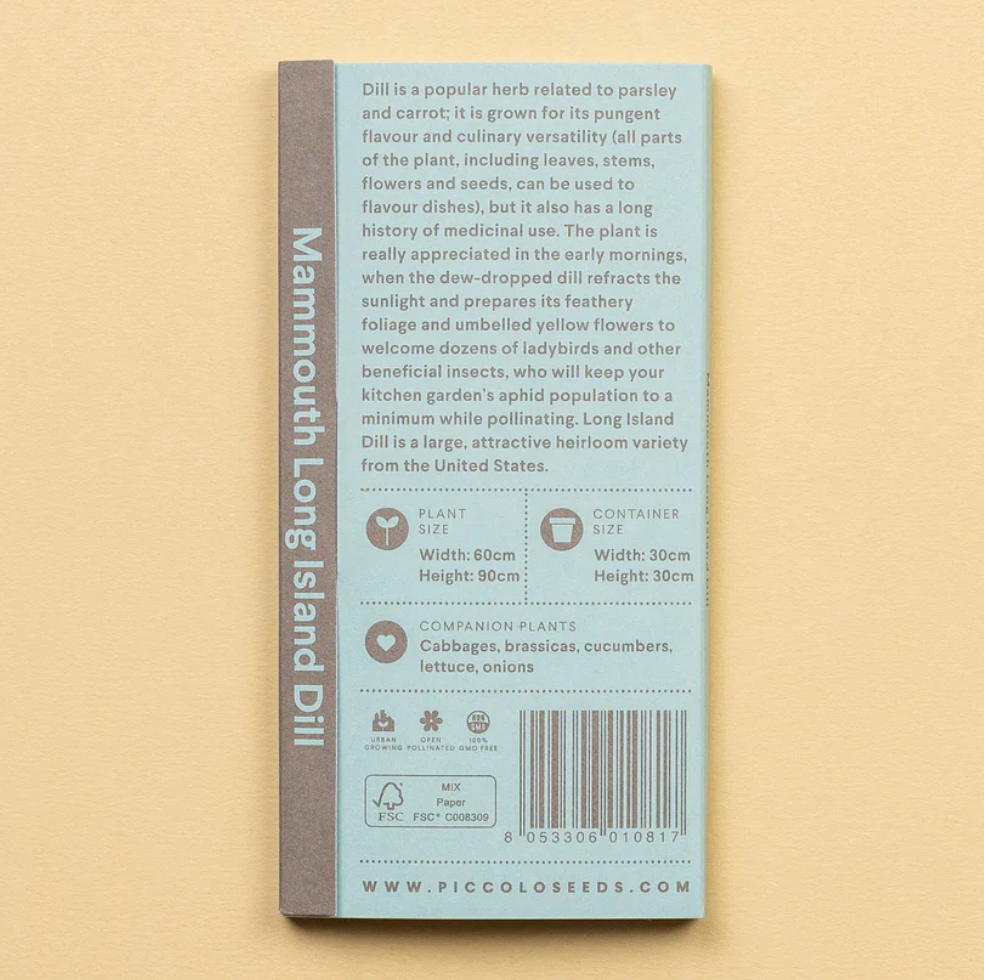 Mammouth Long Island Dill
Dill is a popular herb related to parsley
and carrot; it is grown for its pungent
flavour and culinary versatility (all parts
of the plant, including leaves, stems,
flowers and seeds, can be used to
flavour dishes), but it also has a long
history of medicinal use. The plant is
really appreciated in the early mornings,
when the dew-dropped dill refracts the
sunlight and prepares its feathery
foliage and umbelled yellow flowers to
welcome dozens of ladybirds and other
beneficial insects, who will keep your
kitchen garden's aphid population to a
minimum while pollinating. Long Island
Dill is a large, attractive heirloom variety
from the United States.
PLANT
SIZE
Width: 60cm
Height: 90cm
CONTAINER
SIZE
Width: 30cm
Height: 30cm
COMPANION PLANTS
Cabbages, brassicas, cucumbers,
lettuce, onions
URBAN
GROWING
OPEN
POLLINATED
NON
GMO
100%
GMO FREE
FSC
MIX
Paper
FSC® C008309
8 053306 010817
WWW.PICCOLOSEEDS.COM